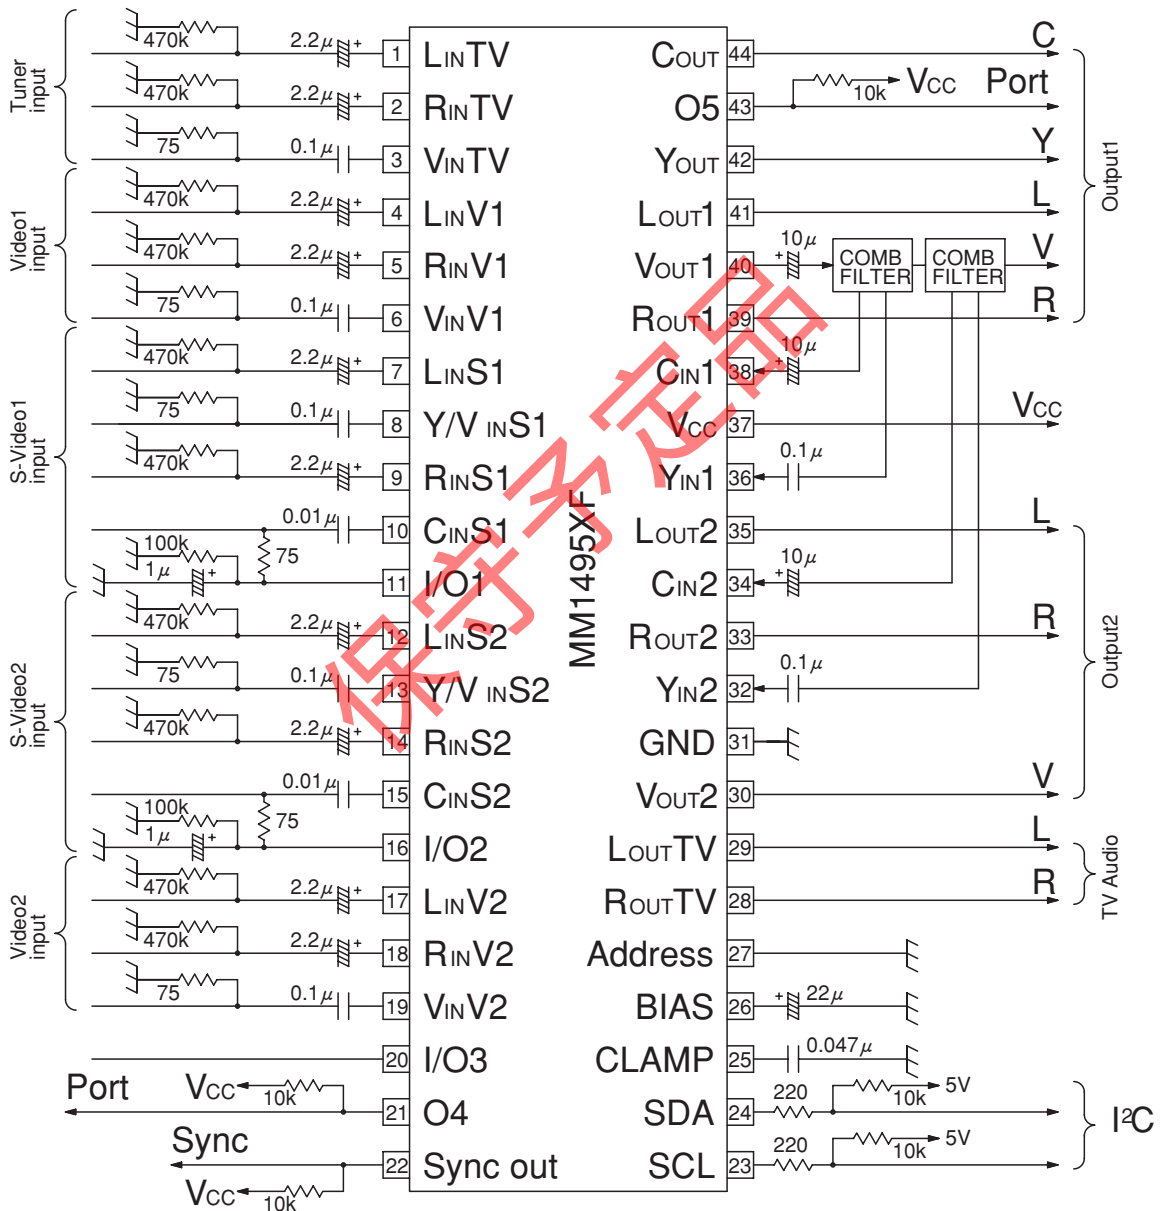 Tuner
input
470k
2.2μ
+
1
LINTV
470k
2.2μ
+
2
RINTV
75
0.1μ
3
VINTV
Video1
input
470k
2.2μ
+
4
LINV1
470k
2.2μ
+
5
RINV1
75
0.1μ
6
VINV1
S-Video1
input
470k
2.2μ
+
7
LINS1
75
0.1μ
8
Y/V INS1
470k
2.2μ
+
9
RINS1
0.01μ
10
CINS1
100k
75
1μ
+
11
I/O1
S-Video2
input
470k
2.2μ
+
12
LINS2
75
0.1μ
13
Y/V INS2
470k
2.2μ
+
14
RINS2
0.01μ
15
CINS2
100k
75
1μ
+
16
I/O2
Video2
input
470k
2.2μ
+
17
LINV2
470k
2.2μ
+
18
RINV2
75
0.1μ
19
VINV2
20
I/O3
Port
VCC
10k
21
O4
Sync
22
Sync out
VCC
10k
MM1495XF
保守予定品
COUT
44
C
O5
43
10k
VCC
Port
YOUT
42
Y
LOUT1
41
L
VOUT1
40
+
10μ
COMB
FILTER
COMB
FILTER
V
ROUT1
39
R
Output1
CIN1
38
+
10μ
VCC
37
VCC
YIN1
36
0.1μ
LOUT2
35
L
CIN2
34
+
10μ
ROUT2
33
R
YIN2
32
0.1μ
GND
31
VOUT2
30
V
Output2
LOUTTV
29
L
ROUTTV
28
R
TV Audio
Address
27
BIAS
26
+
22μ
CLAMP
25
0.047μ
SDA
24
220
10k
5V
SCL
23
220
10k
5V
I²C